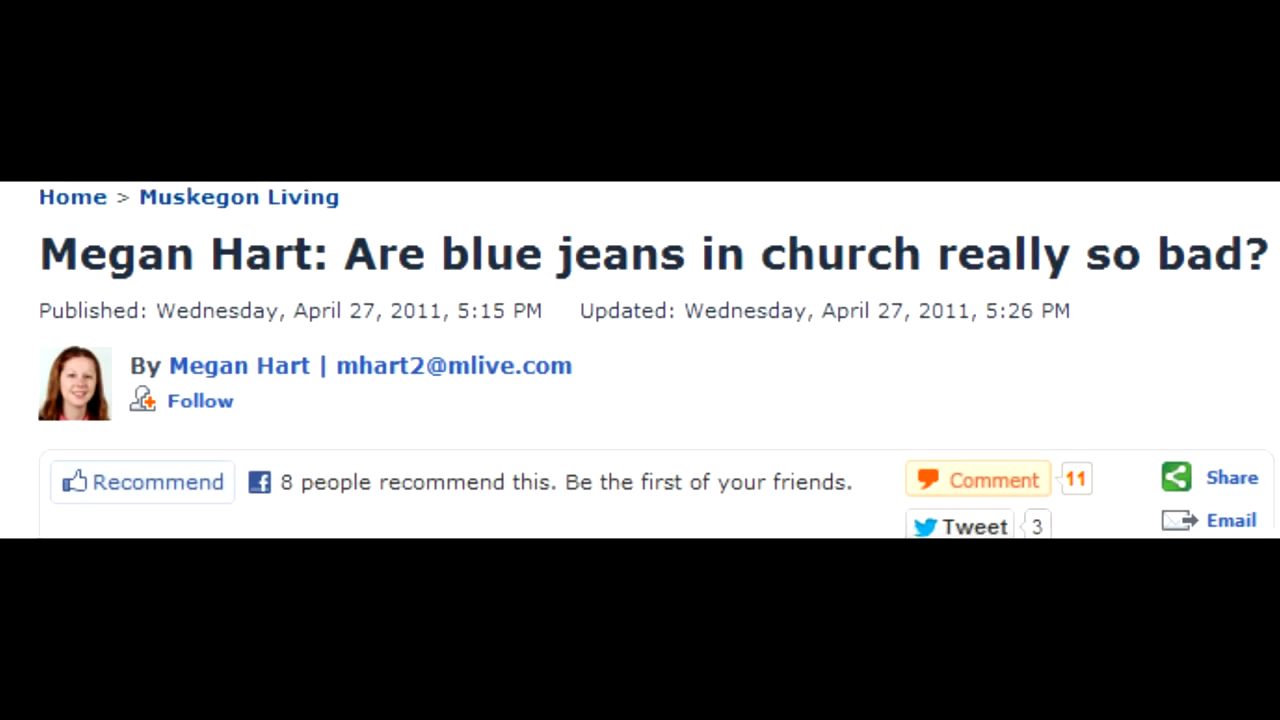 Home > Muskegon Living
Megan Hart: Are blue jeans in church really so bad?
Published: Wednesday, April 27, 2011, 5:15 PM Updated: Wednesday, April 27, 2011, 5:26 PM
By Megan Hart | mhart2@mlive.com
Follow
Recommend 8 people recommend this. Be the first of your friends. Comment 11 Share
Tweet 3 Email